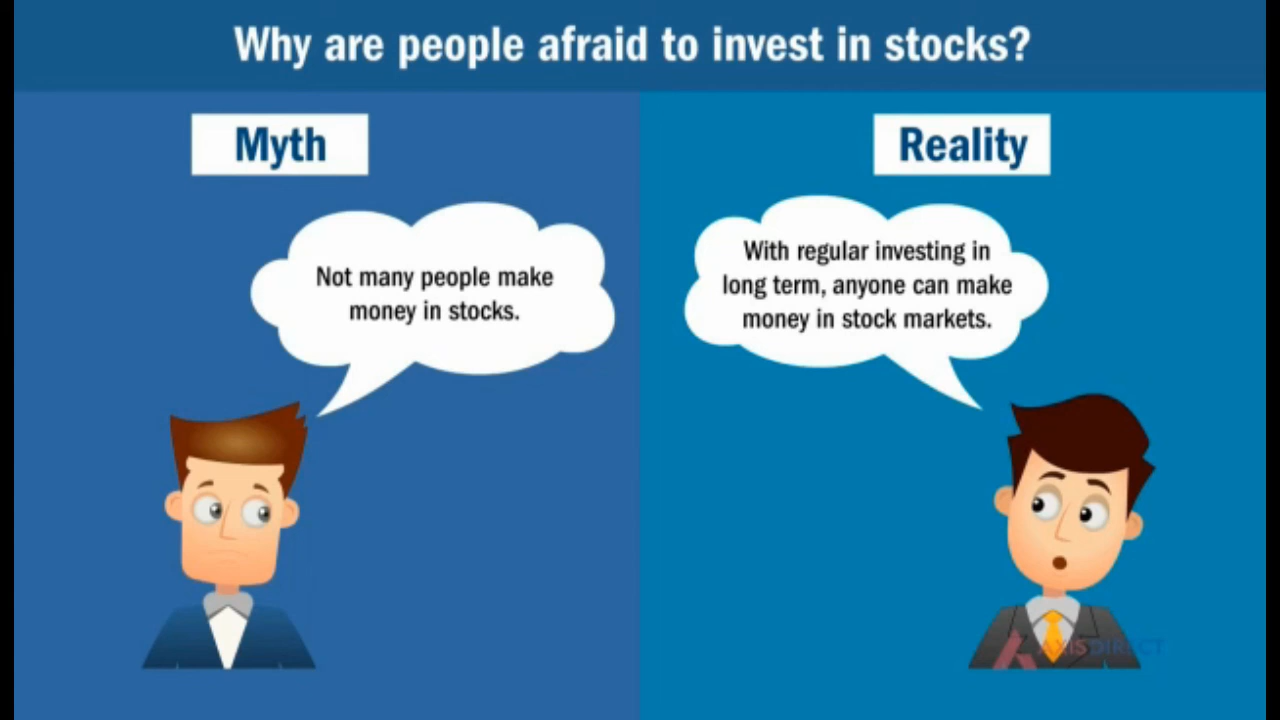 Why are people afraid to invest in stocks?
Myth
Not many people make
money in stocks.
Reality
With regular investing in
long term, anyone can make
money in stock markets.
AXISDIRECT